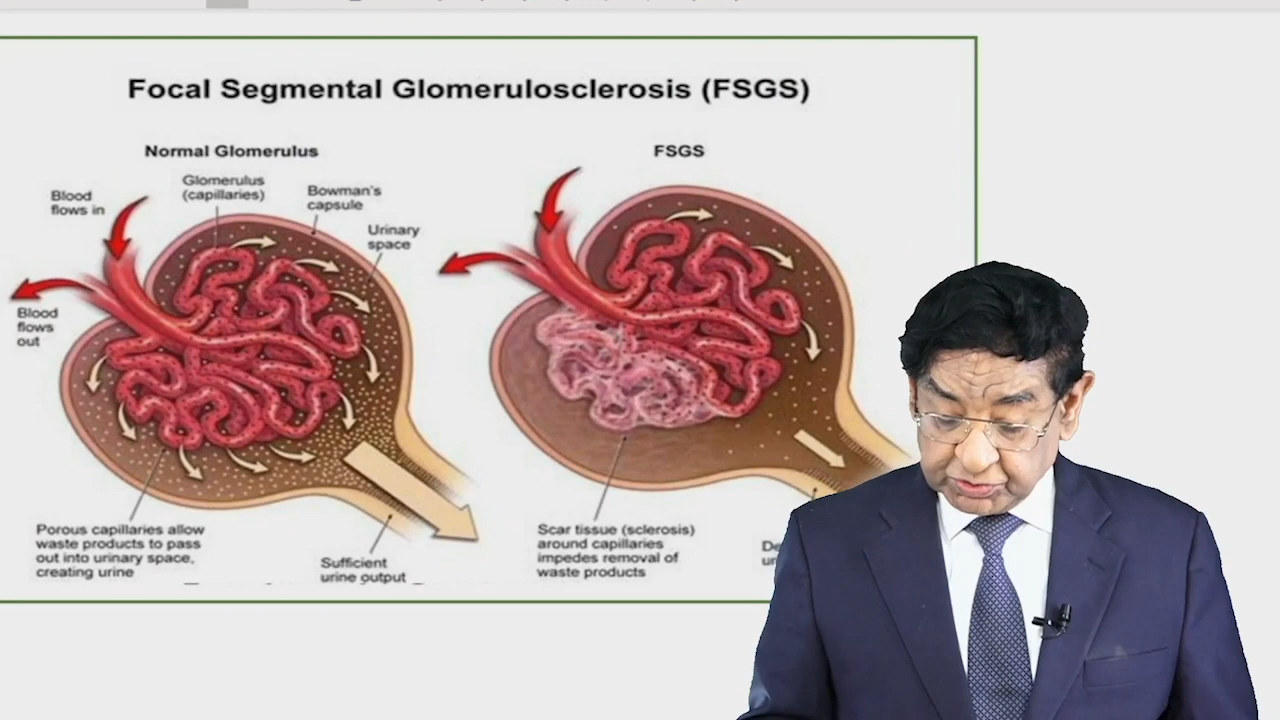 Focal Segmental Glomerulosclerosis (FSGS)
Normal Glomerulus
FSGS
Blood
flows in
Glomerulus
(capillaries)
Bowman's
capsule
Urinary
space
Blood
flows
out
Porous capillaries allow
waste products to pass
out into urinary space,
creating urine
Sufficient
urine output
Scar tissue (sclerosis)
around capillaries
impedes removal of
waste products